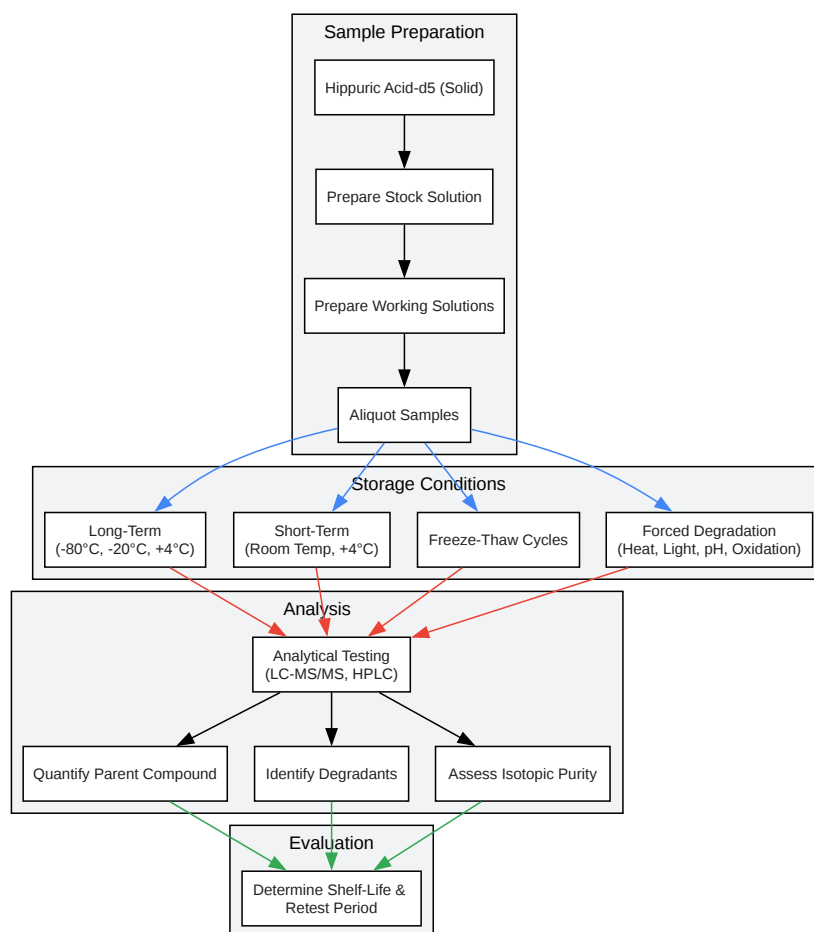 Sample Preparation
Hippuric Acid-d5 (Solid)
Prepare Stock Solution
Prepare Working Solutions
Aliquot Samples
Storage Conditions
Long-Term
(-80°C, -20°C, +4°C)
Short-Term
(Room Temp, +4°C)
Freeze-Thaw Cycles
Forced Degradation
(Heat, Light, pH, Oxidation)
Analysis
Analytical Testing
(LC-MS/MS, HPLC)
Quantify Parent Compound
Identify Degradants
Assess Isotopic Purity
Evaluation
Determine Shelf-Life &
Retest Period